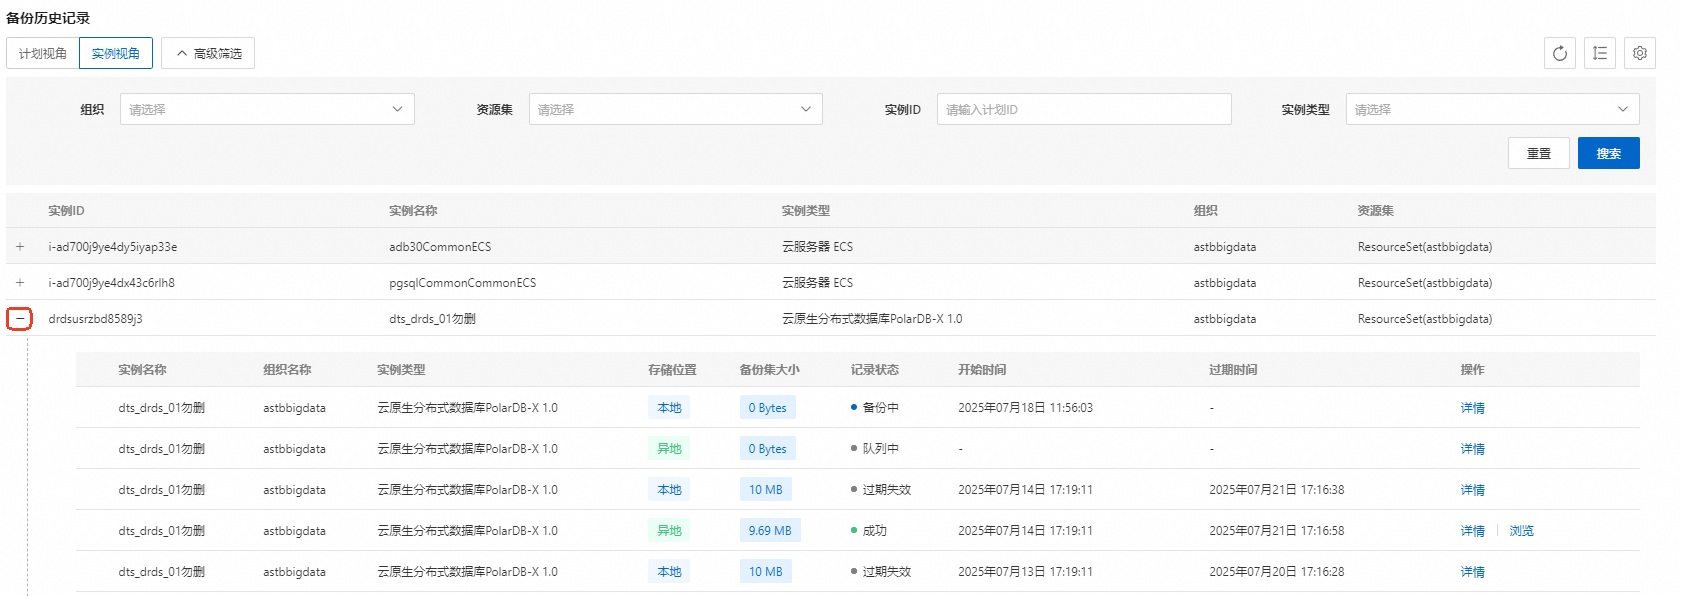 备份历史记录
计划视角 实例视角 高级筛选
组织 请选择 资源集 请选择 实例ID 请输入计划ID 实例类型 请选择
重置 搜索
实例ID 实例名称 实例类型 组织 资源集
+ i-ad700j9ye4dy5iyap33e adb30CommonECS 云服务器 ECS astbbigdata ResourceSet(astbbigdata)
+ i-ad700j9ye4dx43c6rlh8 pgsqlCommonCommonECS 云服务器 ECS astbbigdata ResourceSet(astbbigdata)
− drdsusrzbd8589j3 dts_drds_01勿删 云原生分布式数据库PolarDB-X 1.0 astbbigdata ResourceSet(astbbigdata)
实例名称 组织名称 实例类型 存储位置 备份集大小 记录状态 开始时间 过期时间 操作
dts_drds_01勿删 astbbigdata 云原生分布式数据库PolarDB-X 1.0 本地 0 Bytes 备份中 2025年07月18日 11:56:03 - 详情
dts_drds_01勿删 astbbigdata 云原生分布式数据库PolarDB-X 1.0 异地 0 Bytes 队列中 - - 详情
dts_drds_01勿删 astbbigdata 云原生分布式数据库PolarDB-X 1.0 本地 10 MB 过期失效 2025年07月14日 17:19:11 2025年07月21日 17:16:38 详情
dts_drds_01勿删 astbbigdata 云原生分布式数据库PolarDB-X 1.0 异地 9.69 MB 成功 2025年07月14日 17:19:11 2025年07月21日 17:16:58 详情 浏览
dts_drds_01勿删 astbbigdata 云原生分布式数据库PolarDB-X 1.0 本地 10 MB 过期失效 2025年07月13日 17:19:11 2025年07月20日 17:16:28 详情